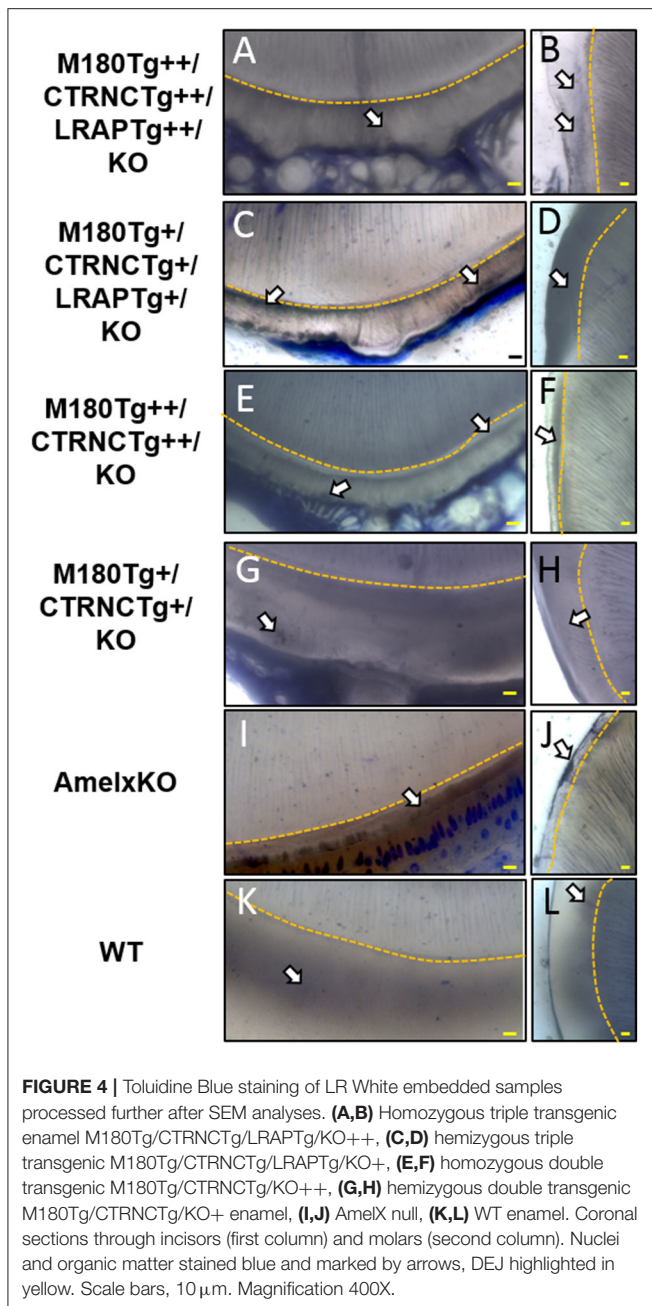 M180Tg++/
CTRNCTg++/
LRAPTg++/
KO
A
B
M180Tg+/
CTRNCTg+/
LRAPTg+/
KO
C
D
M180Tg++/
CTRNCTg++/
KO
E
F
M180Tg+/
CTRNCTg+/
KO
G
H
AmelxKO
I
J
WT
K
L
FIGURE 4 | Toluidine Blue staining of LR White embedded samples
processed further after SEM analyses. (A,B) Homozygous triple transgenic
enamel M180Tg/CTRNCTg/LRAPTg/KO++, (C,D) hemizygous triple
transgenic M180Tg/CTRNCTg/LRAPTg/KO+, (E,F) homozygous double
transgenic M180Tg/CTRNCTg/KO++, (G,H) hemizygous double transgenic
M180Tg/CTRNCTg/KO+ enamel, (I,J) AmelX null, (K,L) WT enamel. Coronal
sections through incisors (first column) and molars (second column). Nuclei
and organic matter stained blue and marked by arrows, DEJ highlighted in
yellow. Scale bars, 10 μm. Magnification 400X.